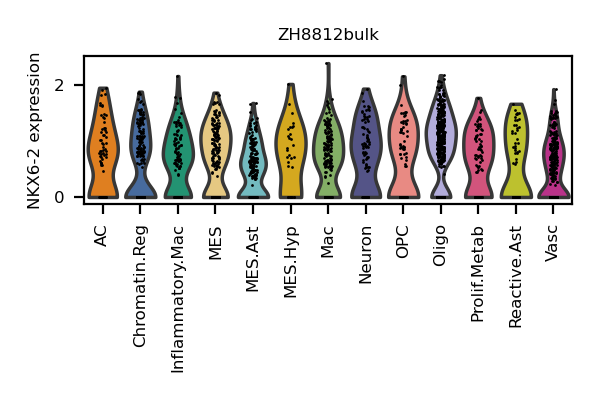 ZH8812bulk
NKX6-2 expression
2
0
AC
Chromatin.Reg
Inflammatory.Mac
MES
MES.Ast
MES.Hyp
Mac
Neuron
OPC
Oligo
Prolif.Metab
Reactive.Ast
Vasc